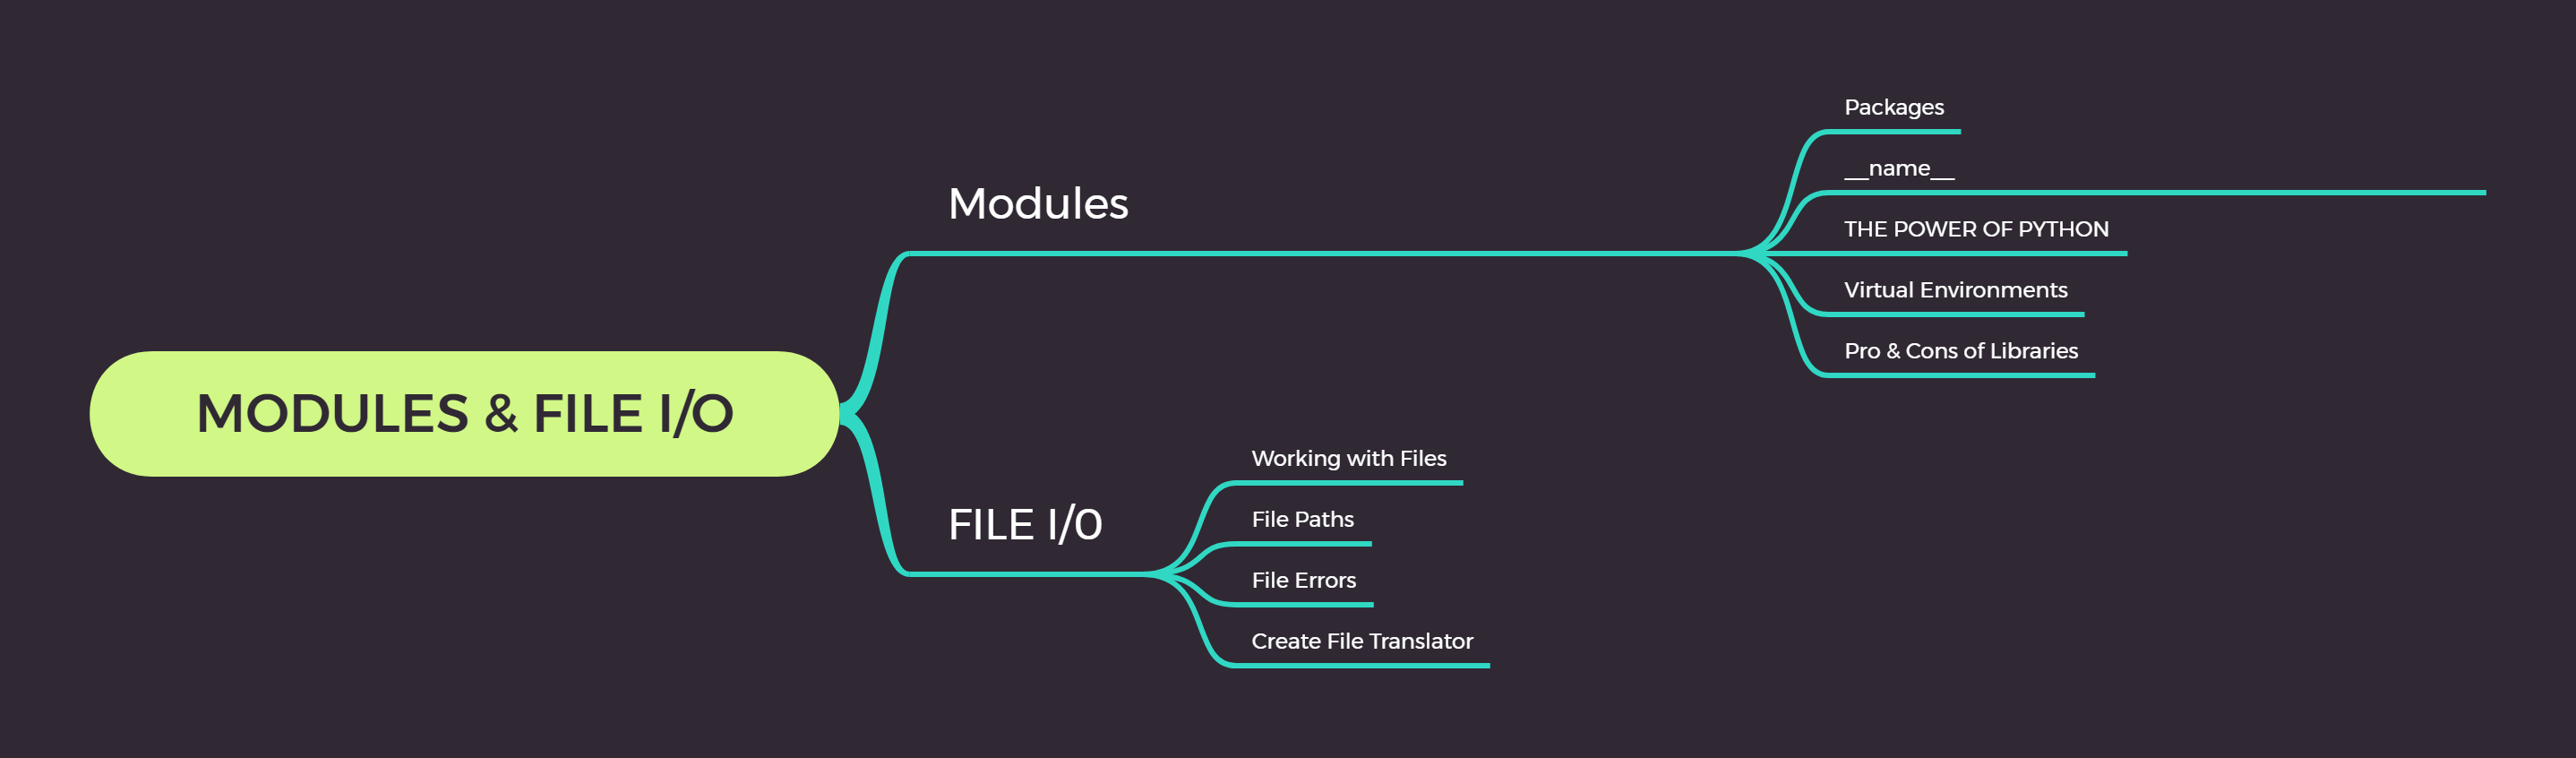 MODULES & FILE I/O
Modules
Packages
__name__
THE POWER OF PYTHON
Virtual Environments
Pro & Cons of Libraries
FILE I/O
Working with Files
File Paths
File Errors
Create File Translator